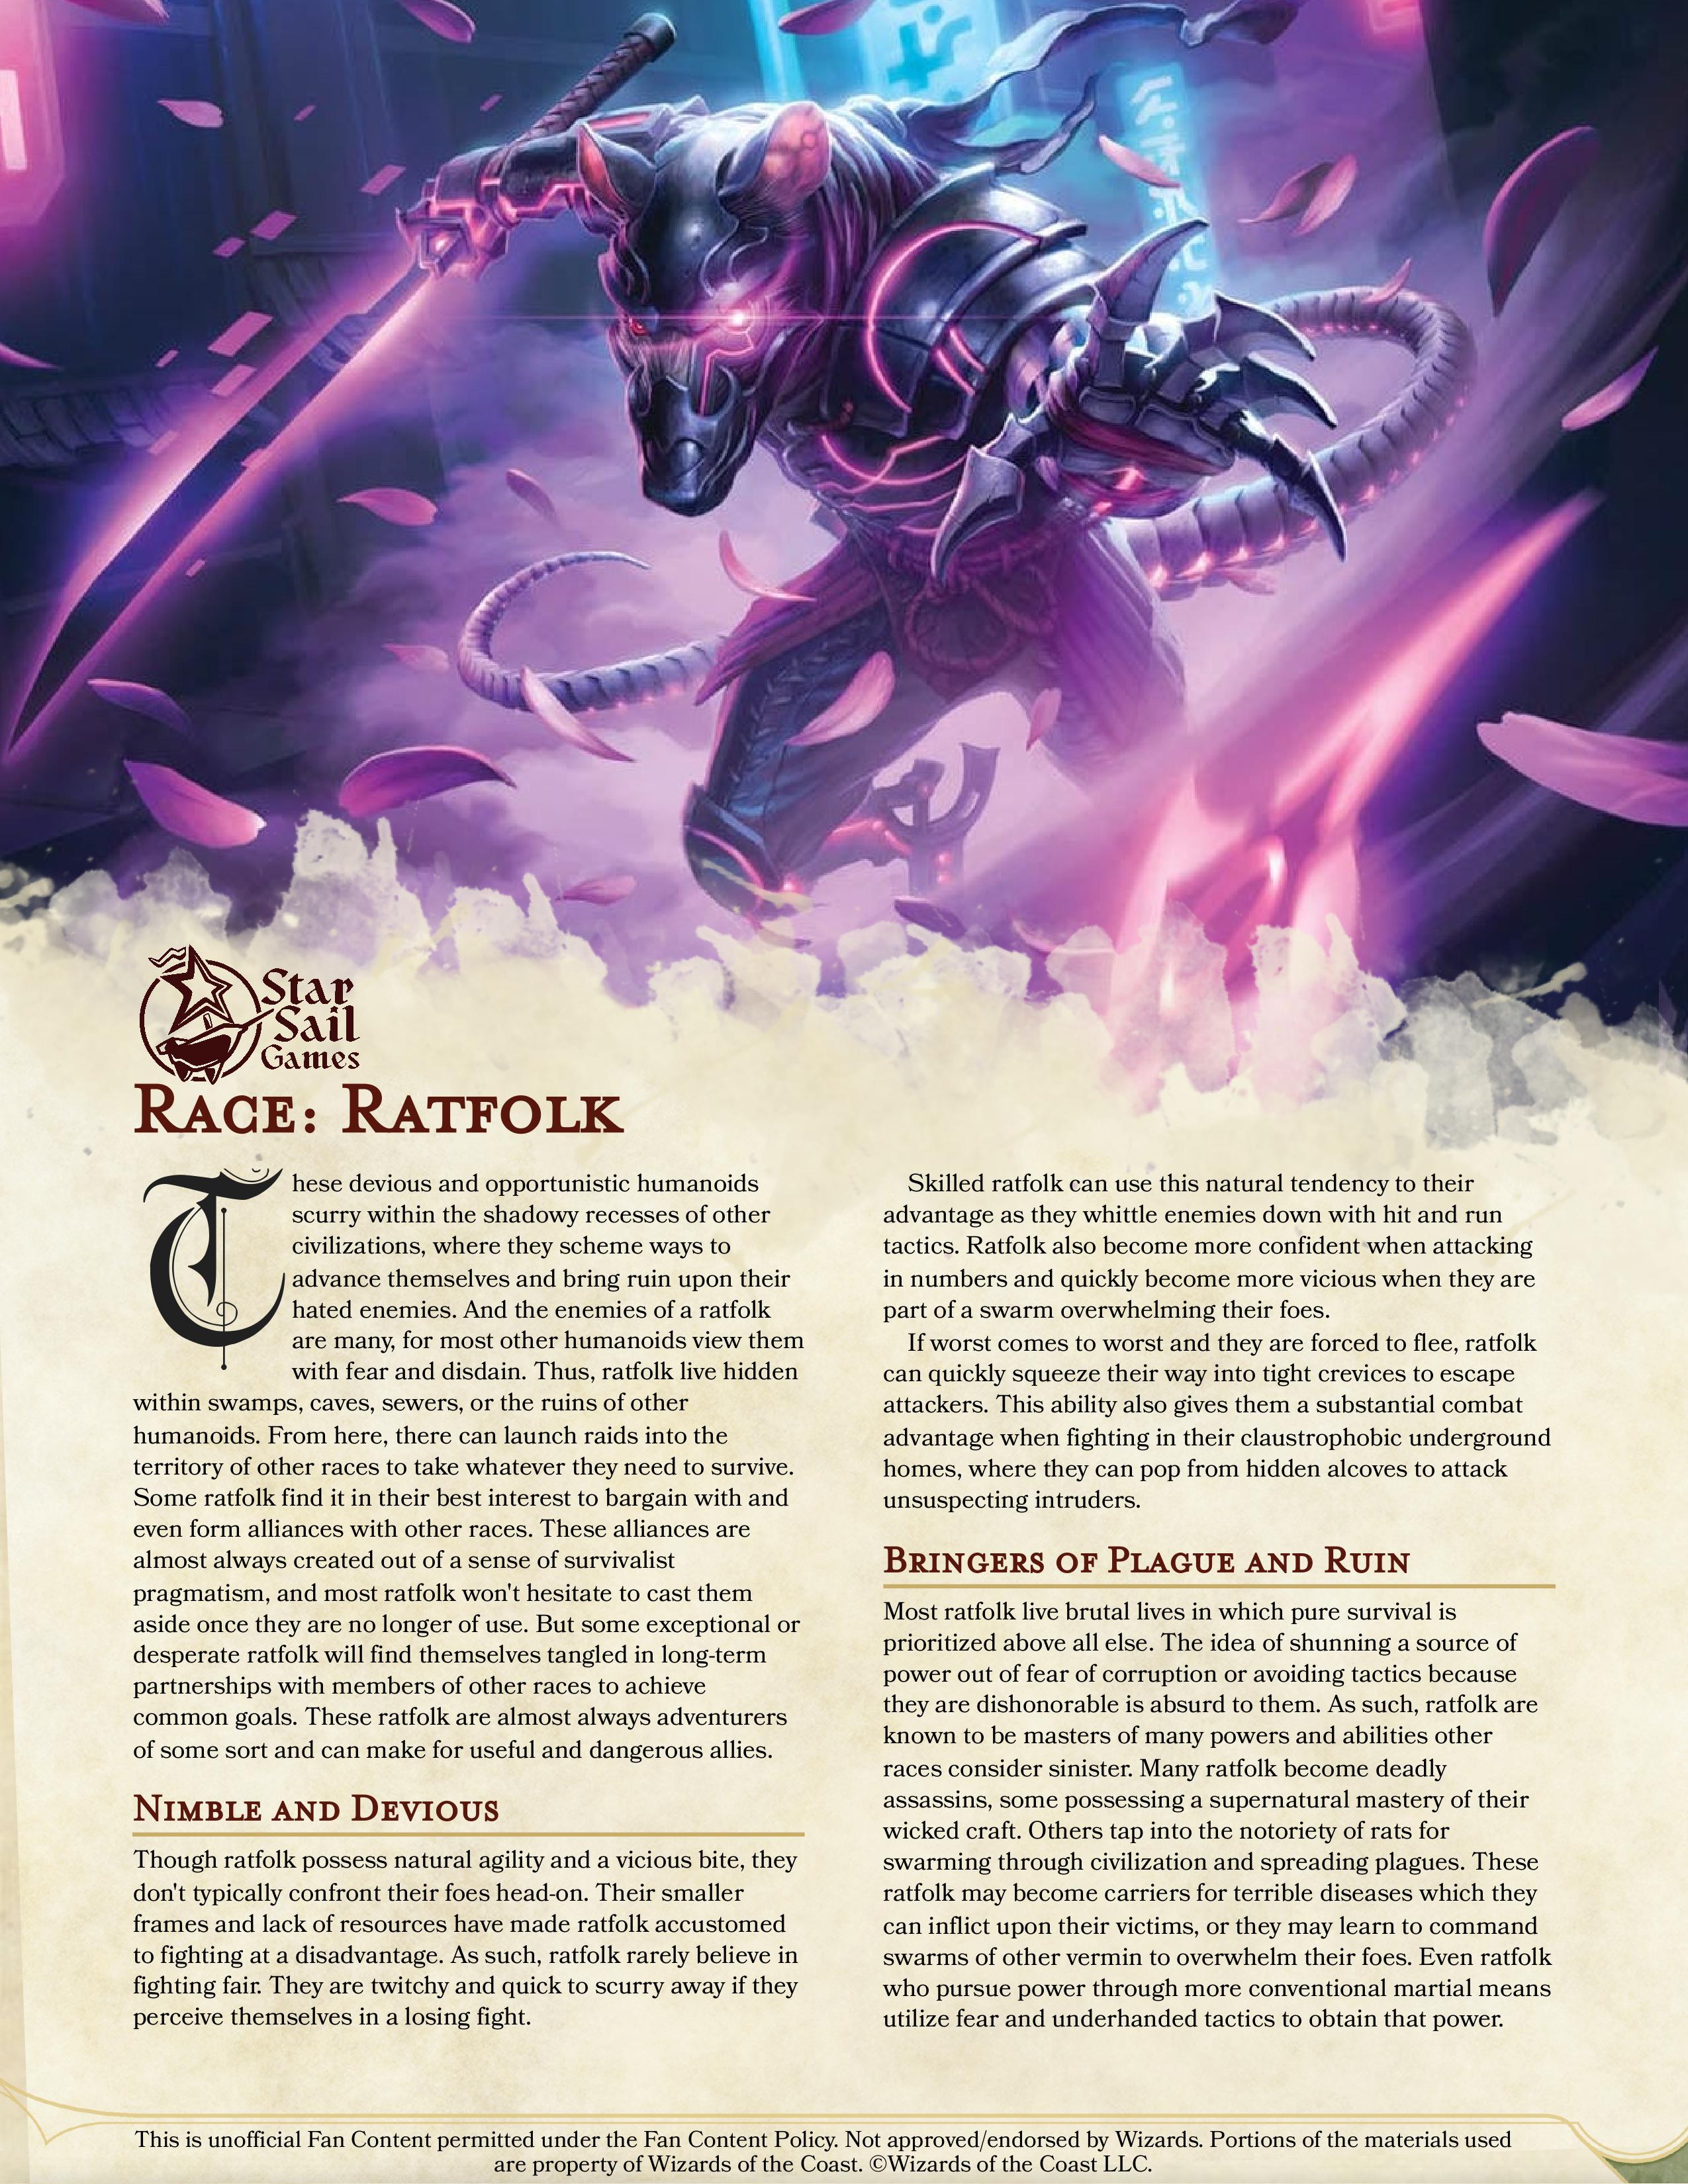 Star
Sail
Games
Race: Ratfolk
These devious and opportunistic humanoids
scurry within the shadowy recesses of other
civilizations, where they scheme ways to
advance themselves and bring ruin upon their
hated enemies. And the enemies of a ratfolk
are many, for most other humanoids view them
with fear and disdain. Thus, ratfolk live hidden
within swamps, caves, sewers, or the ruins of other
humanoids. From here, there can launch raids into the
territory of other races to take whatever they need to survive.
Some ratfolk find it in their best interest to bargain with and
even form alliances with other races. These alliances are
almost always created out of a sense of survivalist
pragmatism, and most ratfolk won't hesitate to cast them
aside once they are no longer of use. But some exceptional or
desperate ratfolk will find themselves tangled in long-term
partnerships with members of other races to achieve
common goals. These ratfolk are almost always adventurers
of some sort and can make for useful and dangerous allies.
Nimble and Devious
Though ratfolk possess natural agility and a vicious bite, they
don't typically confront their foes head-on. Their smaller
frames and lack of resources have made ratfolk accustomed
to fighting at a disadvantage. As such, ratfolk rarely believe in
fighting fair. They are twitchy and quick to scurry away if they
perceive themselves in a losing fight.
Skilled ratfolk can use this natural tendency to their
advantage as they whittle enemies down with hit and run
tactics. Ratfolk also become more confident when attacking
in numbers and quickly become more vicious when they are
part of a swarm overwhelming their foes.
If worst comes to worst and they are forced to flee, ratfolk
can quickly squeeze their way into tight crevices to escape
attackers. This ability also gives them a substantial combat
advantage when fighting in their claustrophobic underground
homes, where they can pop from hidden alcoves to attack
unsuspecting intruders.
Bringers of Plague and Ruin
Most ratfolk live brutal lives in which pure survival is
prioritized above all else. The idea of shunning a source of
power out of fear of corruption or avoiding tactics because
they are dishonorable is absurd to them. As such, ratfolk are
known to be masters of many powers and abilities other
races consider sinister. Many ratfolk become deadly
assassins, some possessing a supernatural mastery of their
wicked craft. Others tap into the notoriety of rats for
swarming through civilization and spreading plagues. These
ratfolk may become carriers for terrible diseases which they
can inflict upon their victims, or they may learn to command
swarms of other vermin to overwhelm their foes. Even ratfolk
who pursue power through more conventional martial means
utilize fear and underhanded tactics to obtain that power.
This is unofficial Fan Content permitted under the Fan Content Policy. Not approved/endorsed by Wizards. Portions of the materials used
are property of Wizards of the Coast. ©Wizards of the Coast LLC.